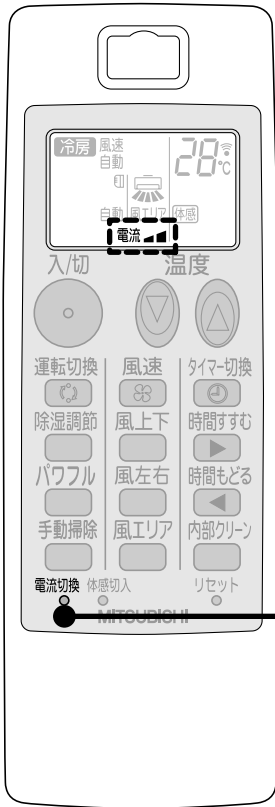 冷房 風速 28℃
自動
自動 風エリア 体感
電流
入/切 温度
運転切換 風速 タイマー切換
除湿調節 風上下 時間すすむ
パワフル 風左右 時間もどる
手動掃除 風エリア 内部クリーン
電流切換 体感切入 リセット
MITSUBISHI